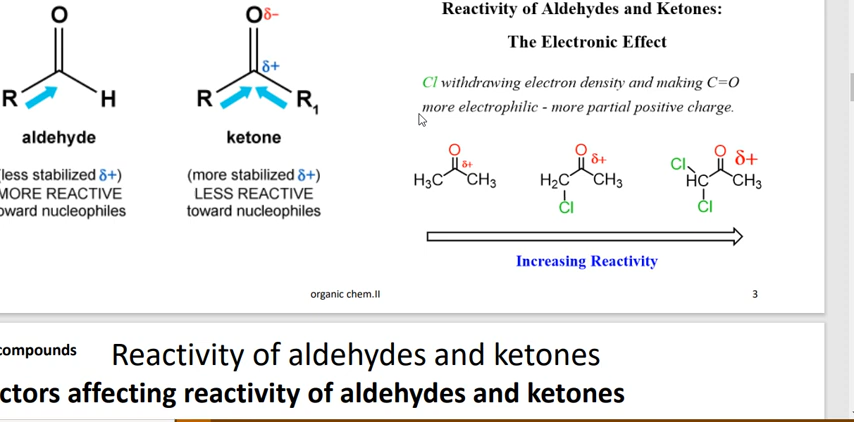 O
R H
aldehyde
less stabilized δ+)
MORE REACTIVE
oward nucleophiles
Oδ−
δ+
R R1
ketone
(more stabilized δ+)
LESS REACTIVE
toward nucleophiles
Reactivity of Aldehydes and Ketones:
The Electronic Effect
Cl withdrawing electron density and making C=O
more electrophilic - more partial positive charge.
O
δ+
H3C CH3
O
δ+
H2C CH3
Cl
O
δ+
Cl
HC CH3
Cl
Increasing Reactivity
organic chem.II
3
compounds
Reactivity of aldehydes and ketones
ctors affecting reactivity of aldehydes and ketones